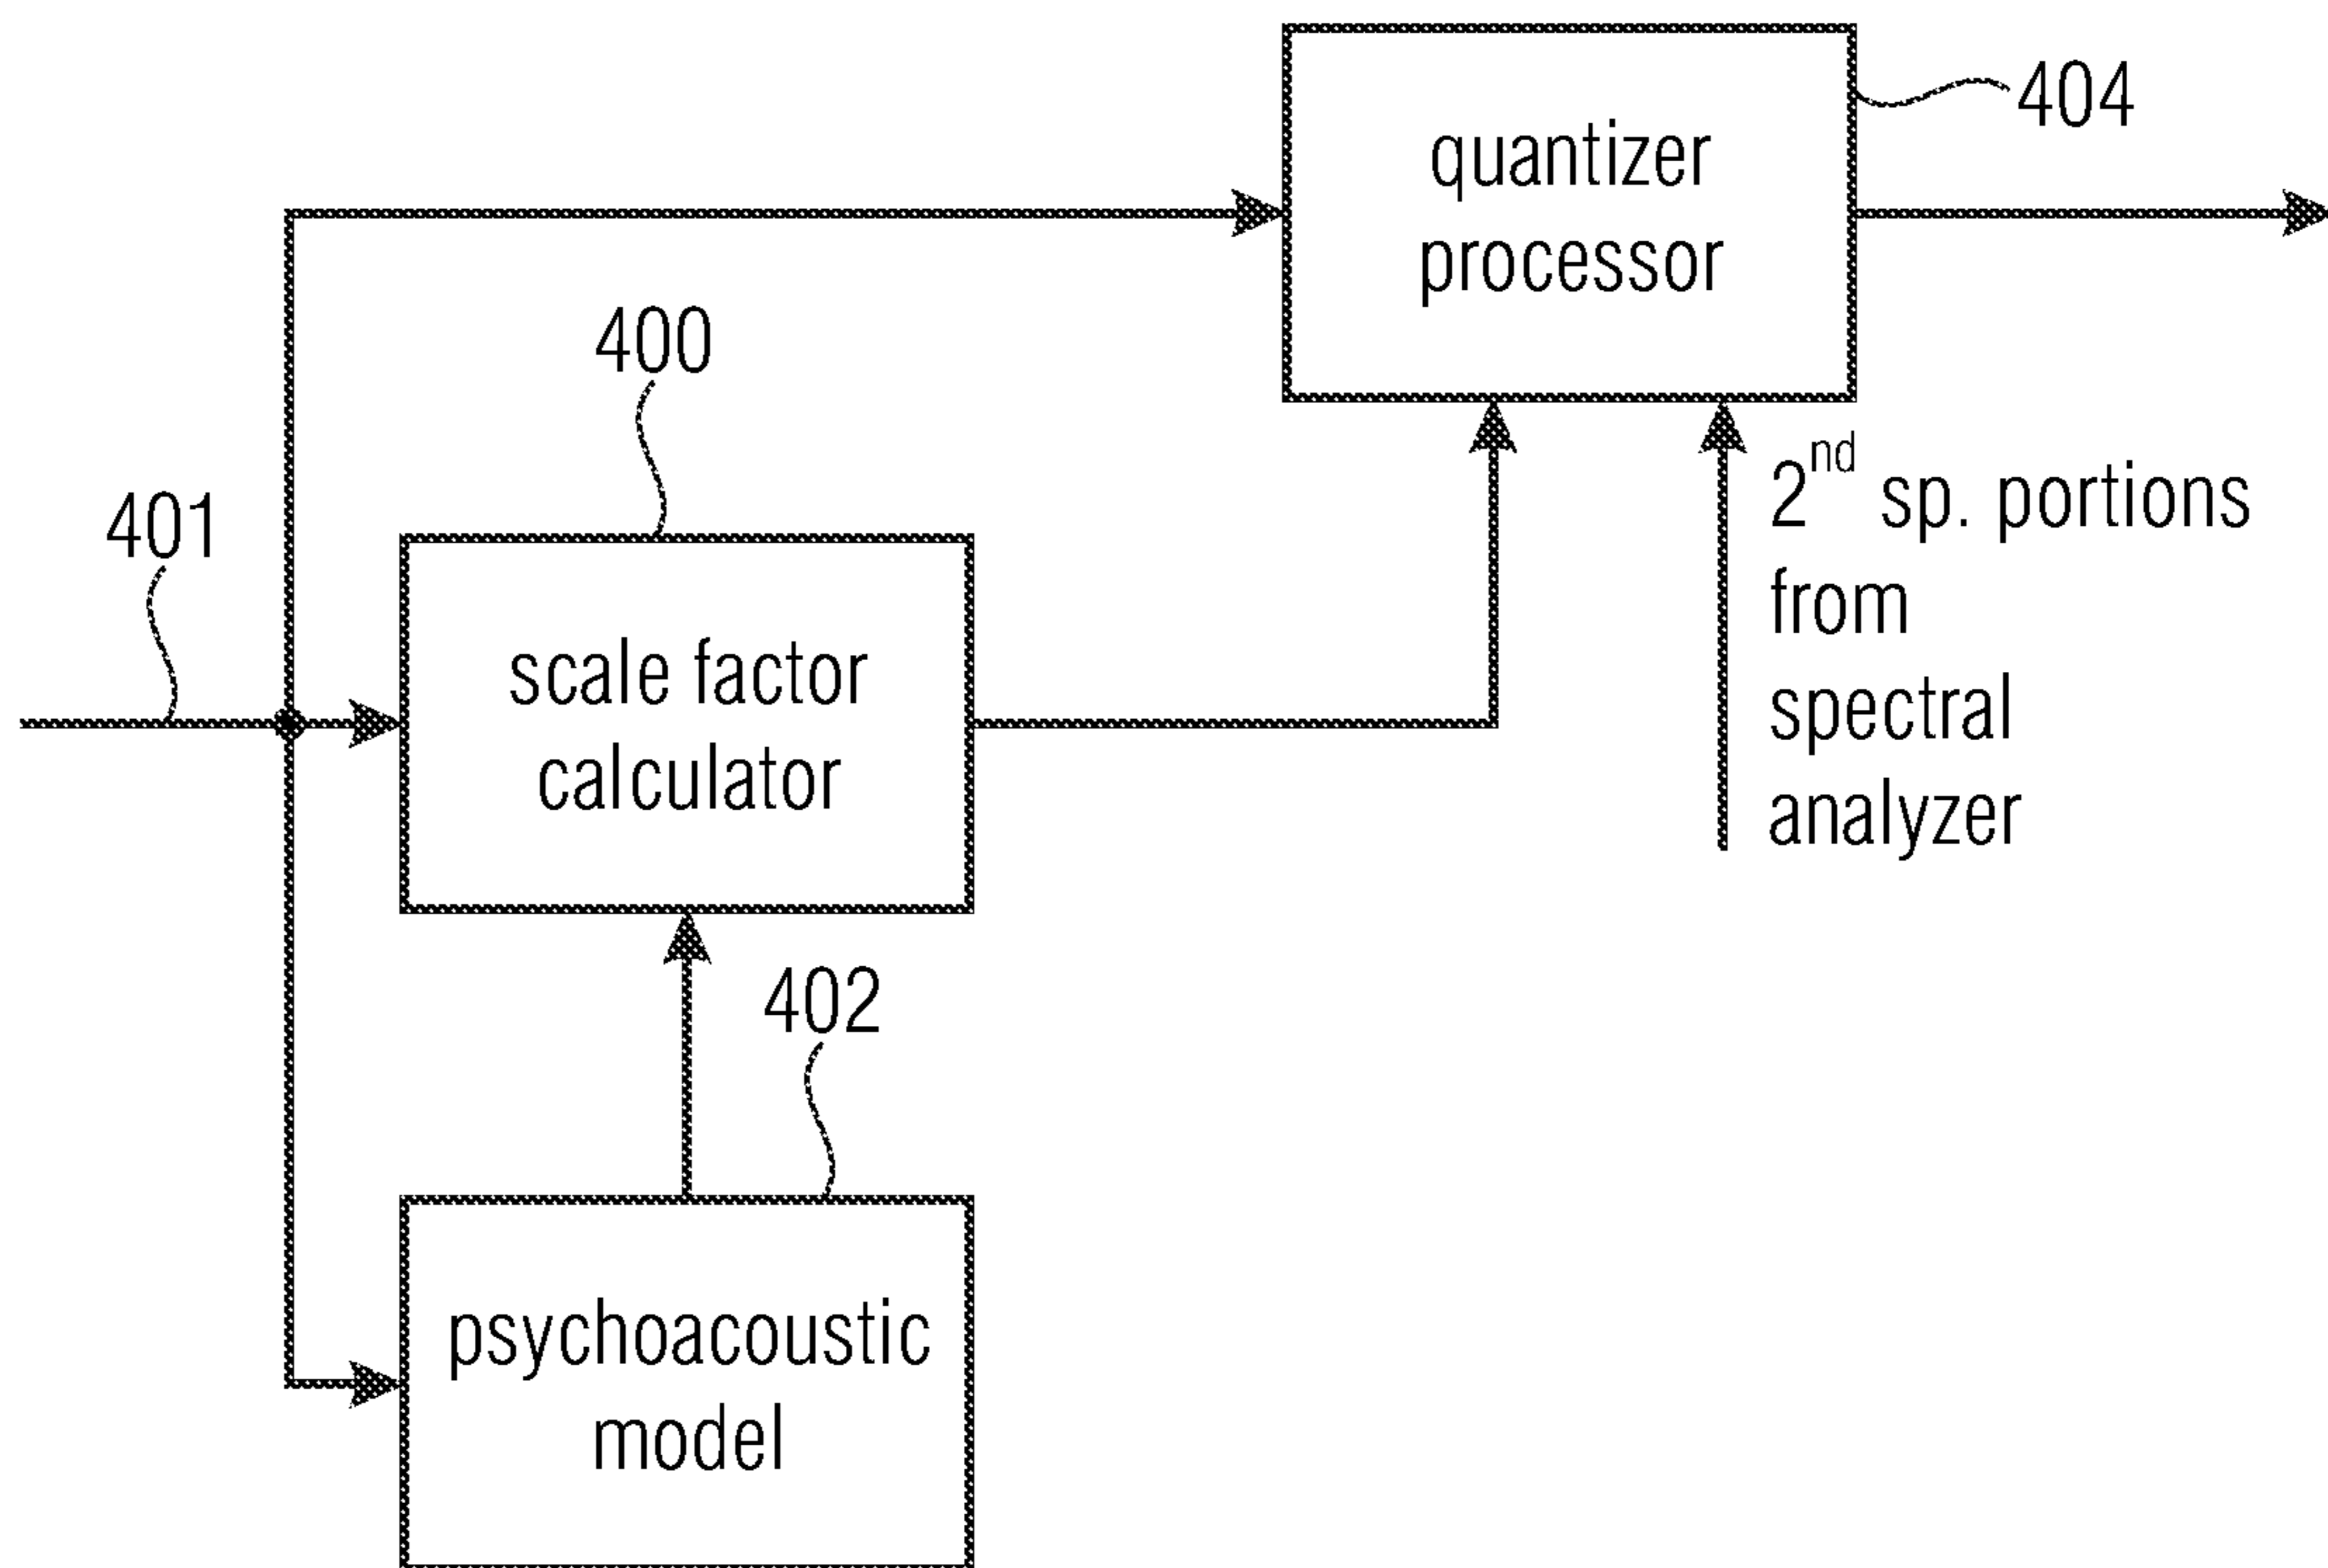 404
quantizer
processor
400
2nd sp. portions
from
spectral
analyzer
401
scale factor
calculator
402
psychoacoustic
model